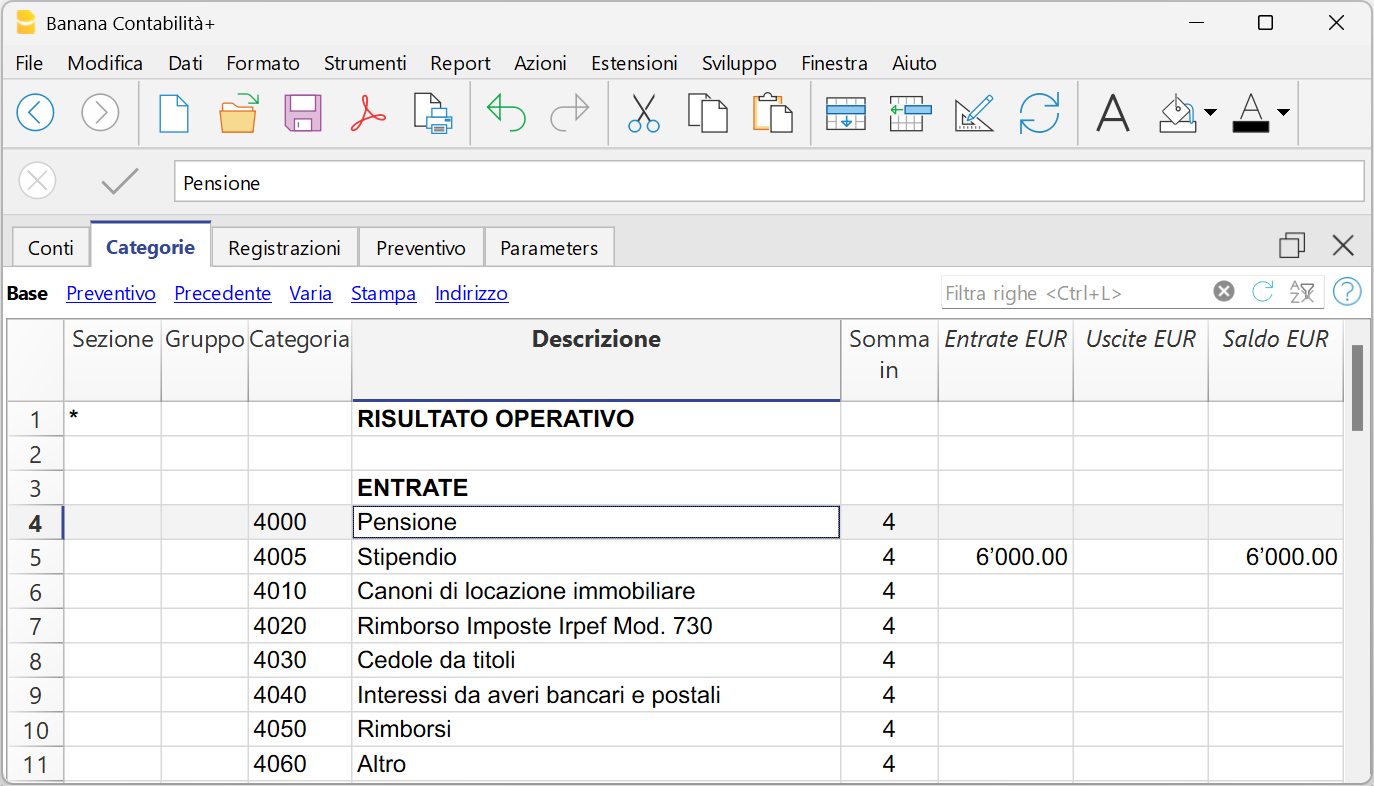 Banana Contabilità+
File Modifica Dati Formato Strumenti Report Azioni Estensioni Sviluppo Finestra Aiuto
A A
Pensione
Conti Categorie Registrazioni Preventivo Parameters
Base Preventivo Precedente Varia Stampa Indirizzo Filtra righe <Ctrl+L> AZ ?
Sezione Gruppo Categoria Descrizione Somma in Entrate EUR Uscite EUR Saldo EUR
1 * RISULTATO OPERATIVO
2
3 ENTRATE
4 4000 Pensione 4
5 4005 Stipendio 4 6’000.00 6’000.00
6 4010 Canoni di locazione immobiliare 4
7 4020 Rimborso Imposte Irpef Mod. 730 4
8 4030 Cedole da titoli 4
9 4040 Interessi da averi bancari e postali 4
10 4050 Rimborsi 4
11 4060 Altro 4